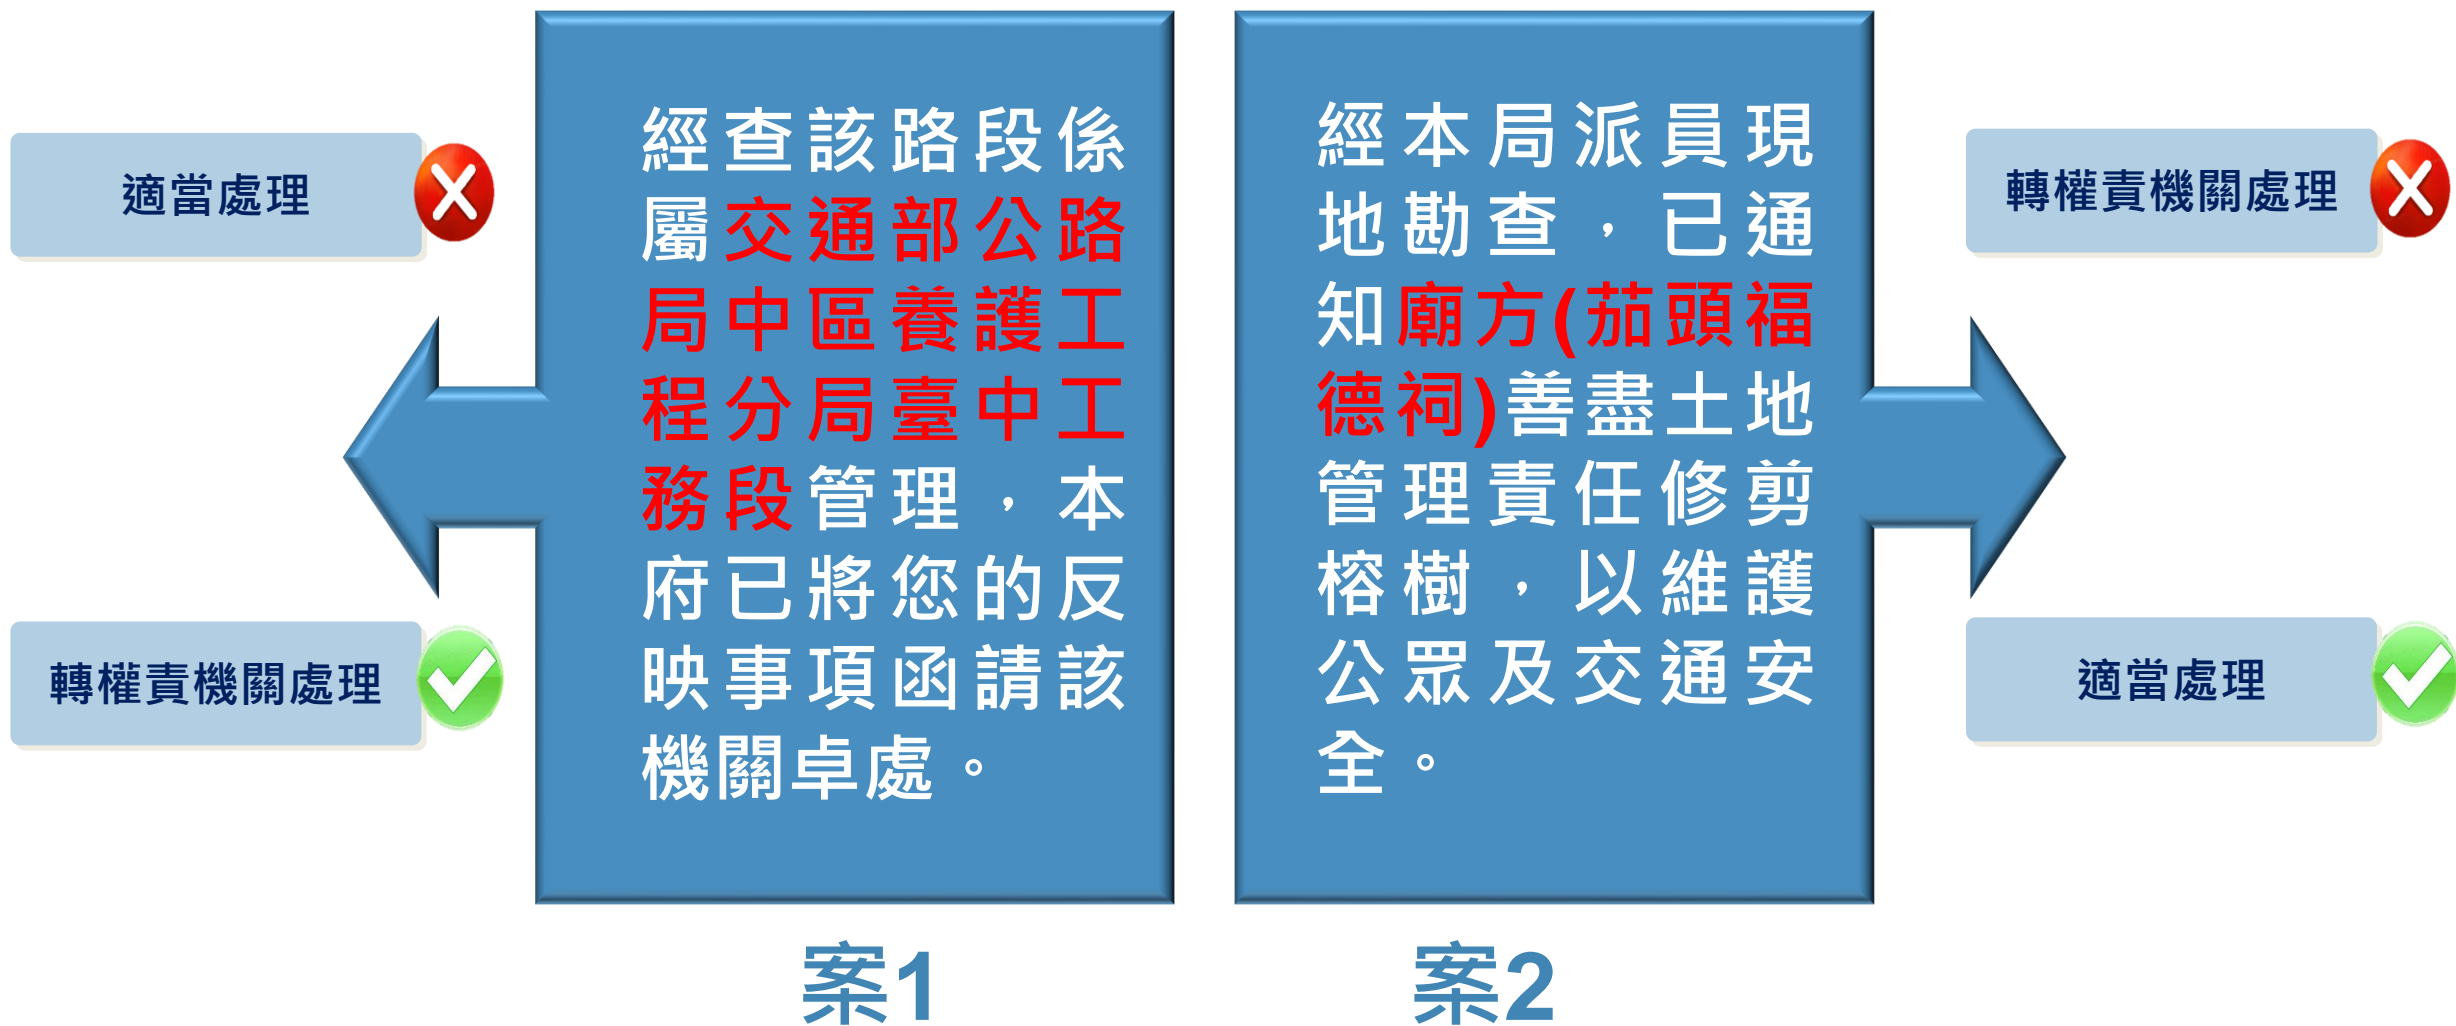 適當處理
轉權責機關處理
經查該路段係
屬交通部公路
局中區養護工
程分局臺中工
務段管理，本
府已將您的反
映事項函請該
機關卓處。
案1
經本局派員現
地勘查，已通
知廟方(茄頭福
德祠)善盡土地
管理責任修剪
榕樹，以維護
公眾及交通安
全。
案2
轉權責機關處理
適當處理